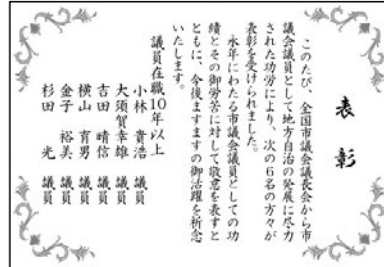 表彰
このたび、全国市議会議長会から市
議会議員として地方自治の発展に尽力
された功労により、次の6名の方々が
表彰を受けられました。
永年にわたる市議会議員としての功
績とその御労苦に対して敬意を表すと
ともに、今後ますますの御活躍を祈念
いたします。
議員在職10年以上
小林 貴浩 議員
大須賀幸雄 議員
吉田 晴信 議員
横山 育男 議員
金子 裕美 議員
杉田 光 議員